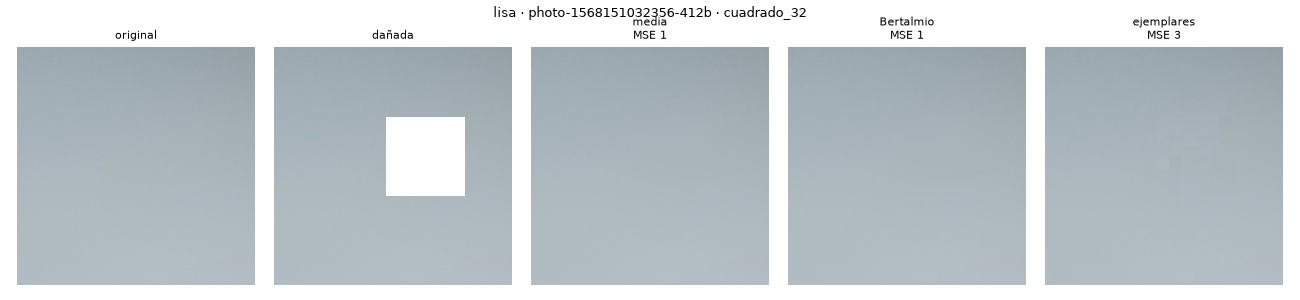 lisa · photo-1568151032356-412b · cuadrado_32
original
dañada
media
MSE 1
Bertalmio
MSE 1
ejemplares
MSE 3